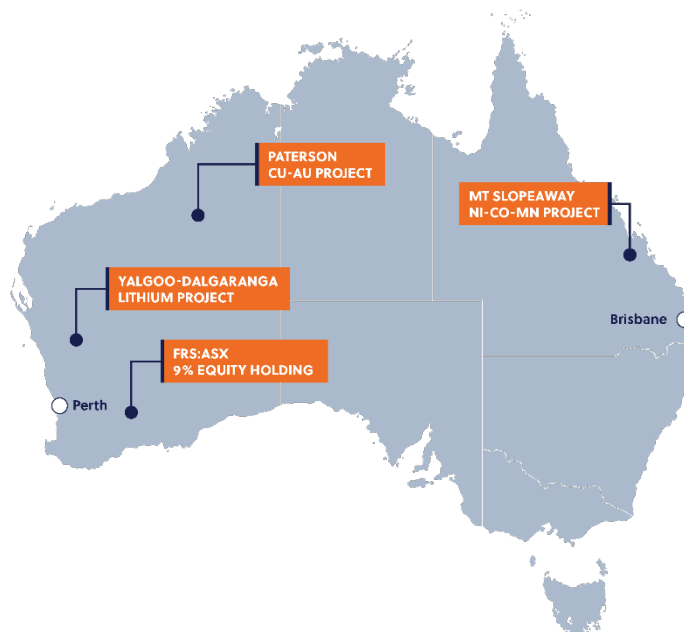 PATERSON
CU-AU PROJECT
MT SLOPEAWAY
NI-CO-MN PROJECT
YALGOO-DALGARANGA
LITHIUM PROJECT
Brisbane
FRS:ASX
9% EQUITY HOLDING
Perth